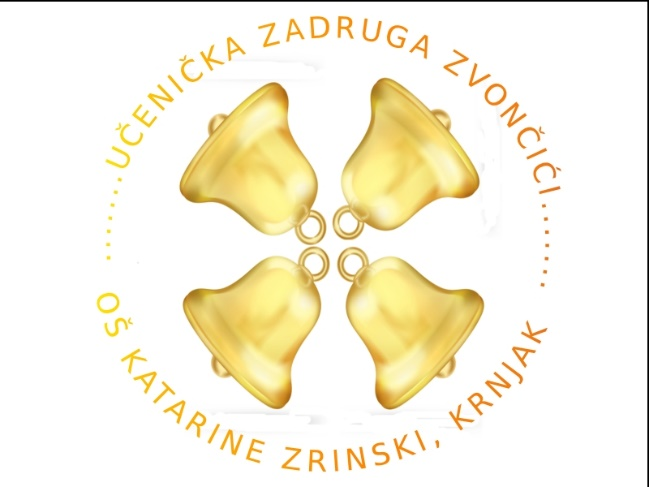 .......UČENIČKA ZADRUGA ZVONČIĆI.......
OŠ KATARINE ZRINSKI, KRNJAK